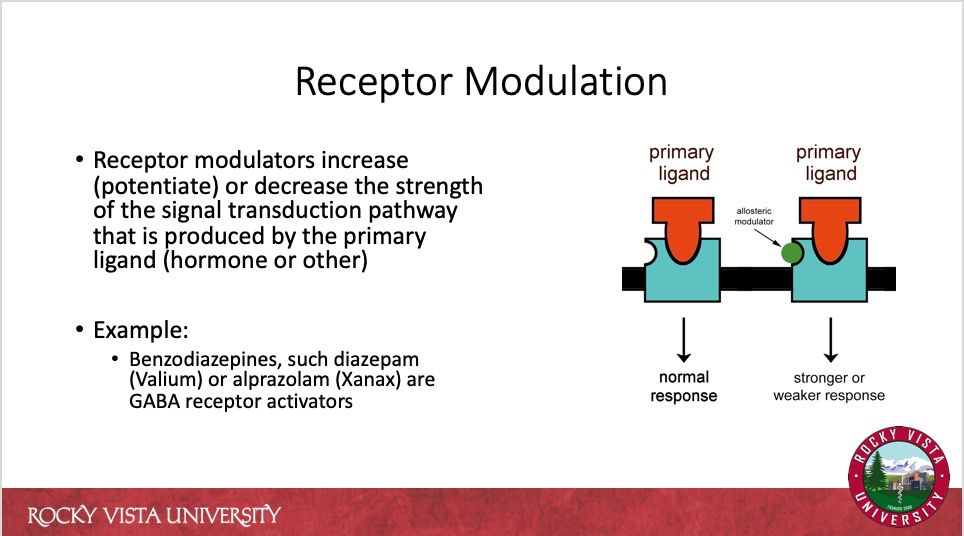 Receptor Modulation
• Receptor modulators increase
(potentiate) or decrease the strength
of the signal transduction pathway
that is produced by the primary
ligand (hormone or other)
• Example:
• Benzodiazepines, such diazepam
(Valium) or alprazolam (Xanax) are
GABA receptor activators
primary
ligand
primary
ligand
allosteric
modulator
normal
response
stronger or
weaker response
ROCKY VISTA UNIVERSITY
ROCKY VISTA
UNIVERSITY
FOUNDED 2006